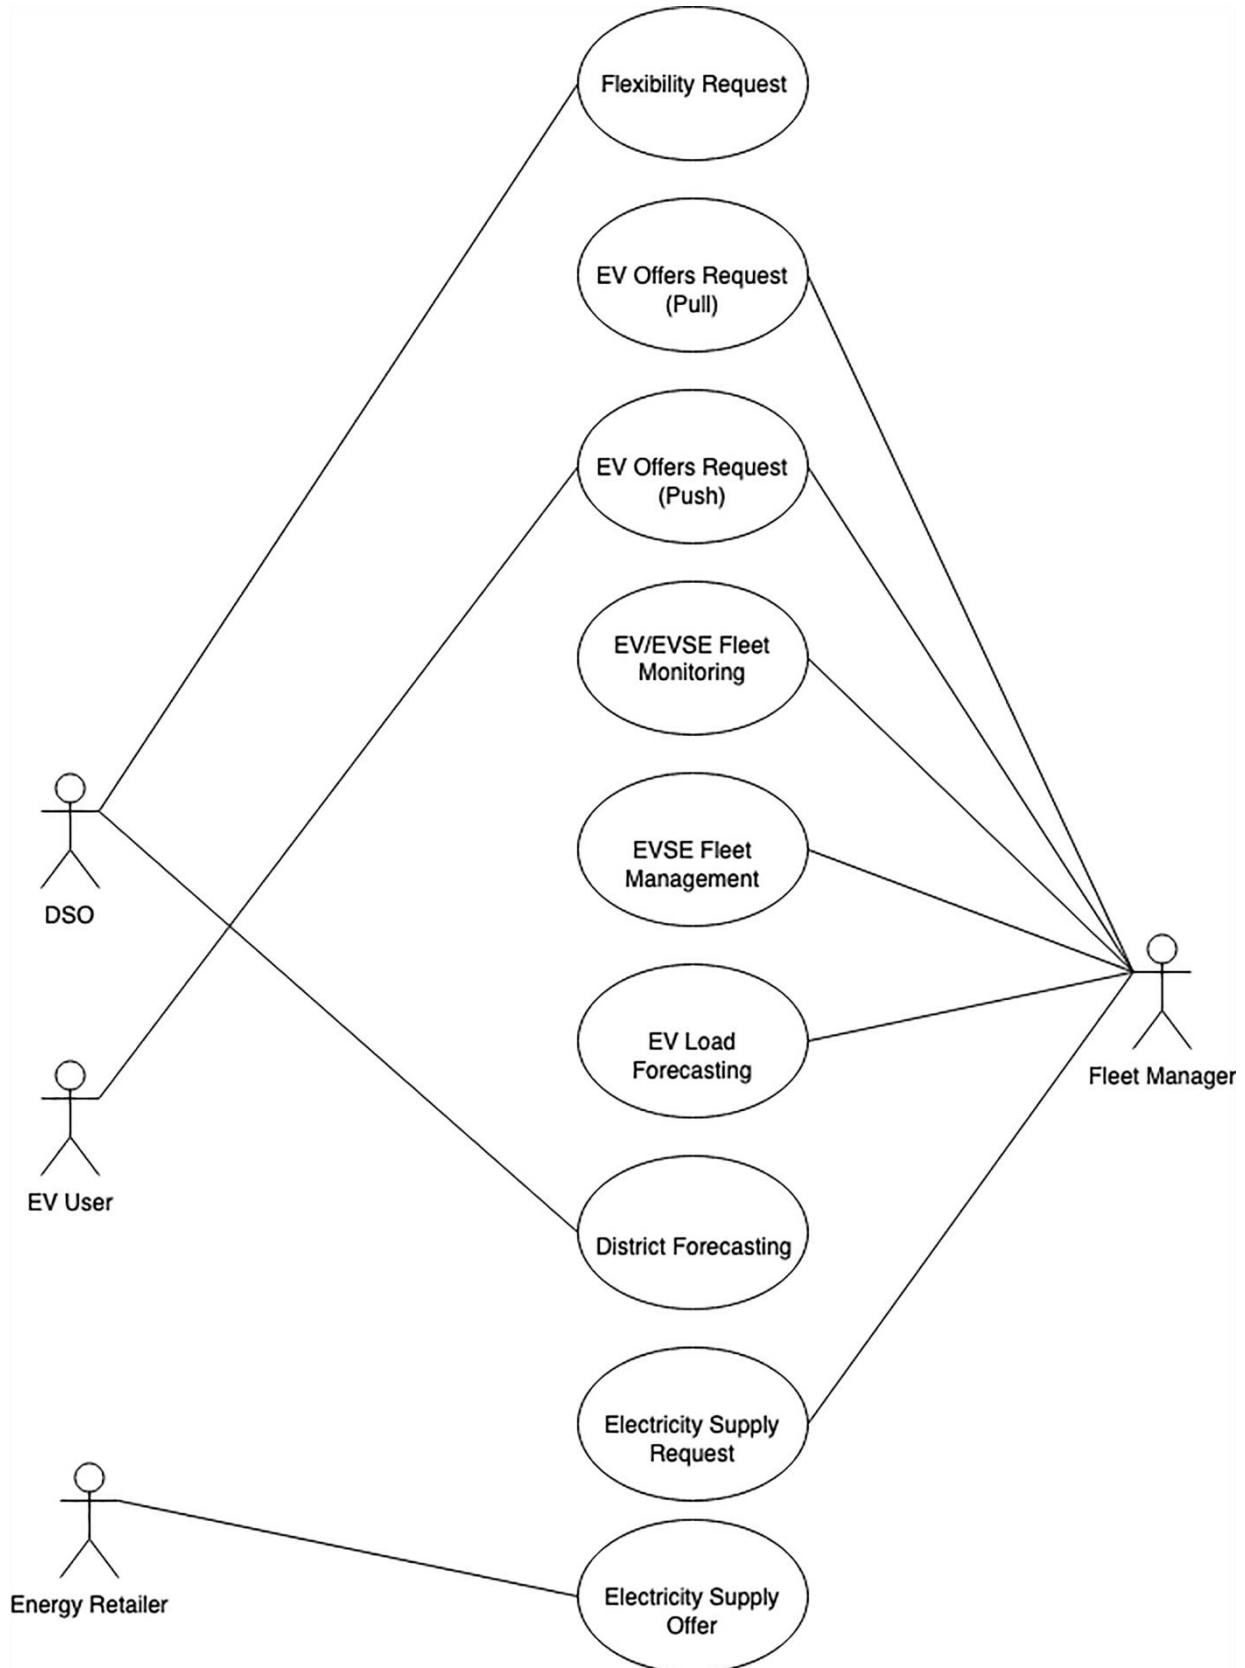 Flexibility Request
EV Offers Request
(Pull)
EV Offers Request
(Push)
EV/EVSE Fleet
Monitoring
EVSE Fleet
Management
DSO
EV Load
Forecasting
Fleet Manager
EV User
District Forecasting
Electricity Supply
Request
Energy Retailer
Electricity Supply
Offer